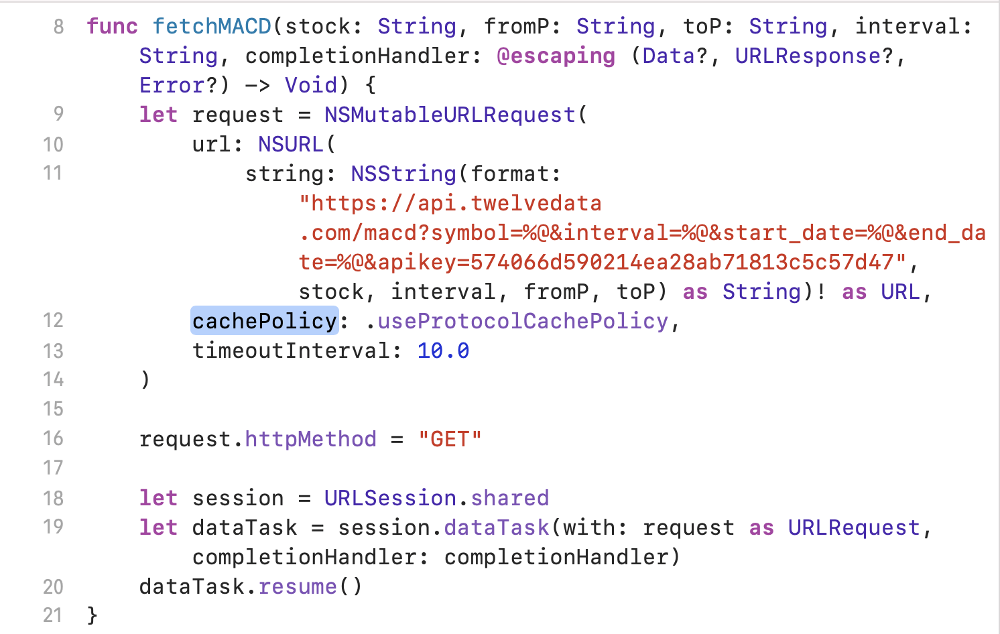 8 func fetchMACD(stock: String, fromP: String, toP: String, interval:
String, completionHandler: @escaping (Data?, URLResponse?,
Error?) -> Void) {
9 let request = NSMutableURLRequest(
10 url: NSURL(
11 string: NSString(format:
"https://api.twelvedata
.com/macd?symbol=%@&interval=%@&start_date=%@&end_da
te=%@&apikey=574066d590214ea28ab71813c5c57d47",
stock, interval, fromP, toP) as String)! as URL,
12 cachePolicy: .useProtocolCachePolicy,
13 timeoutInterval: 10.0
14 )
15
16 request.httpMethod = "GET"
17
18 let session = URLSession.shared
19 let dataTask = session.dataTask(with: request as URLRequest,
completionHandler: completionHandler)
20 dataTask.resume()
21 }